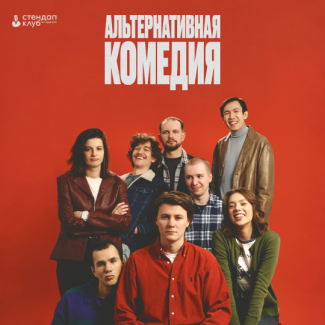 стендап
клуб
АЛЬТЕРНАТИВНАЯ
КОМЕДИЯ